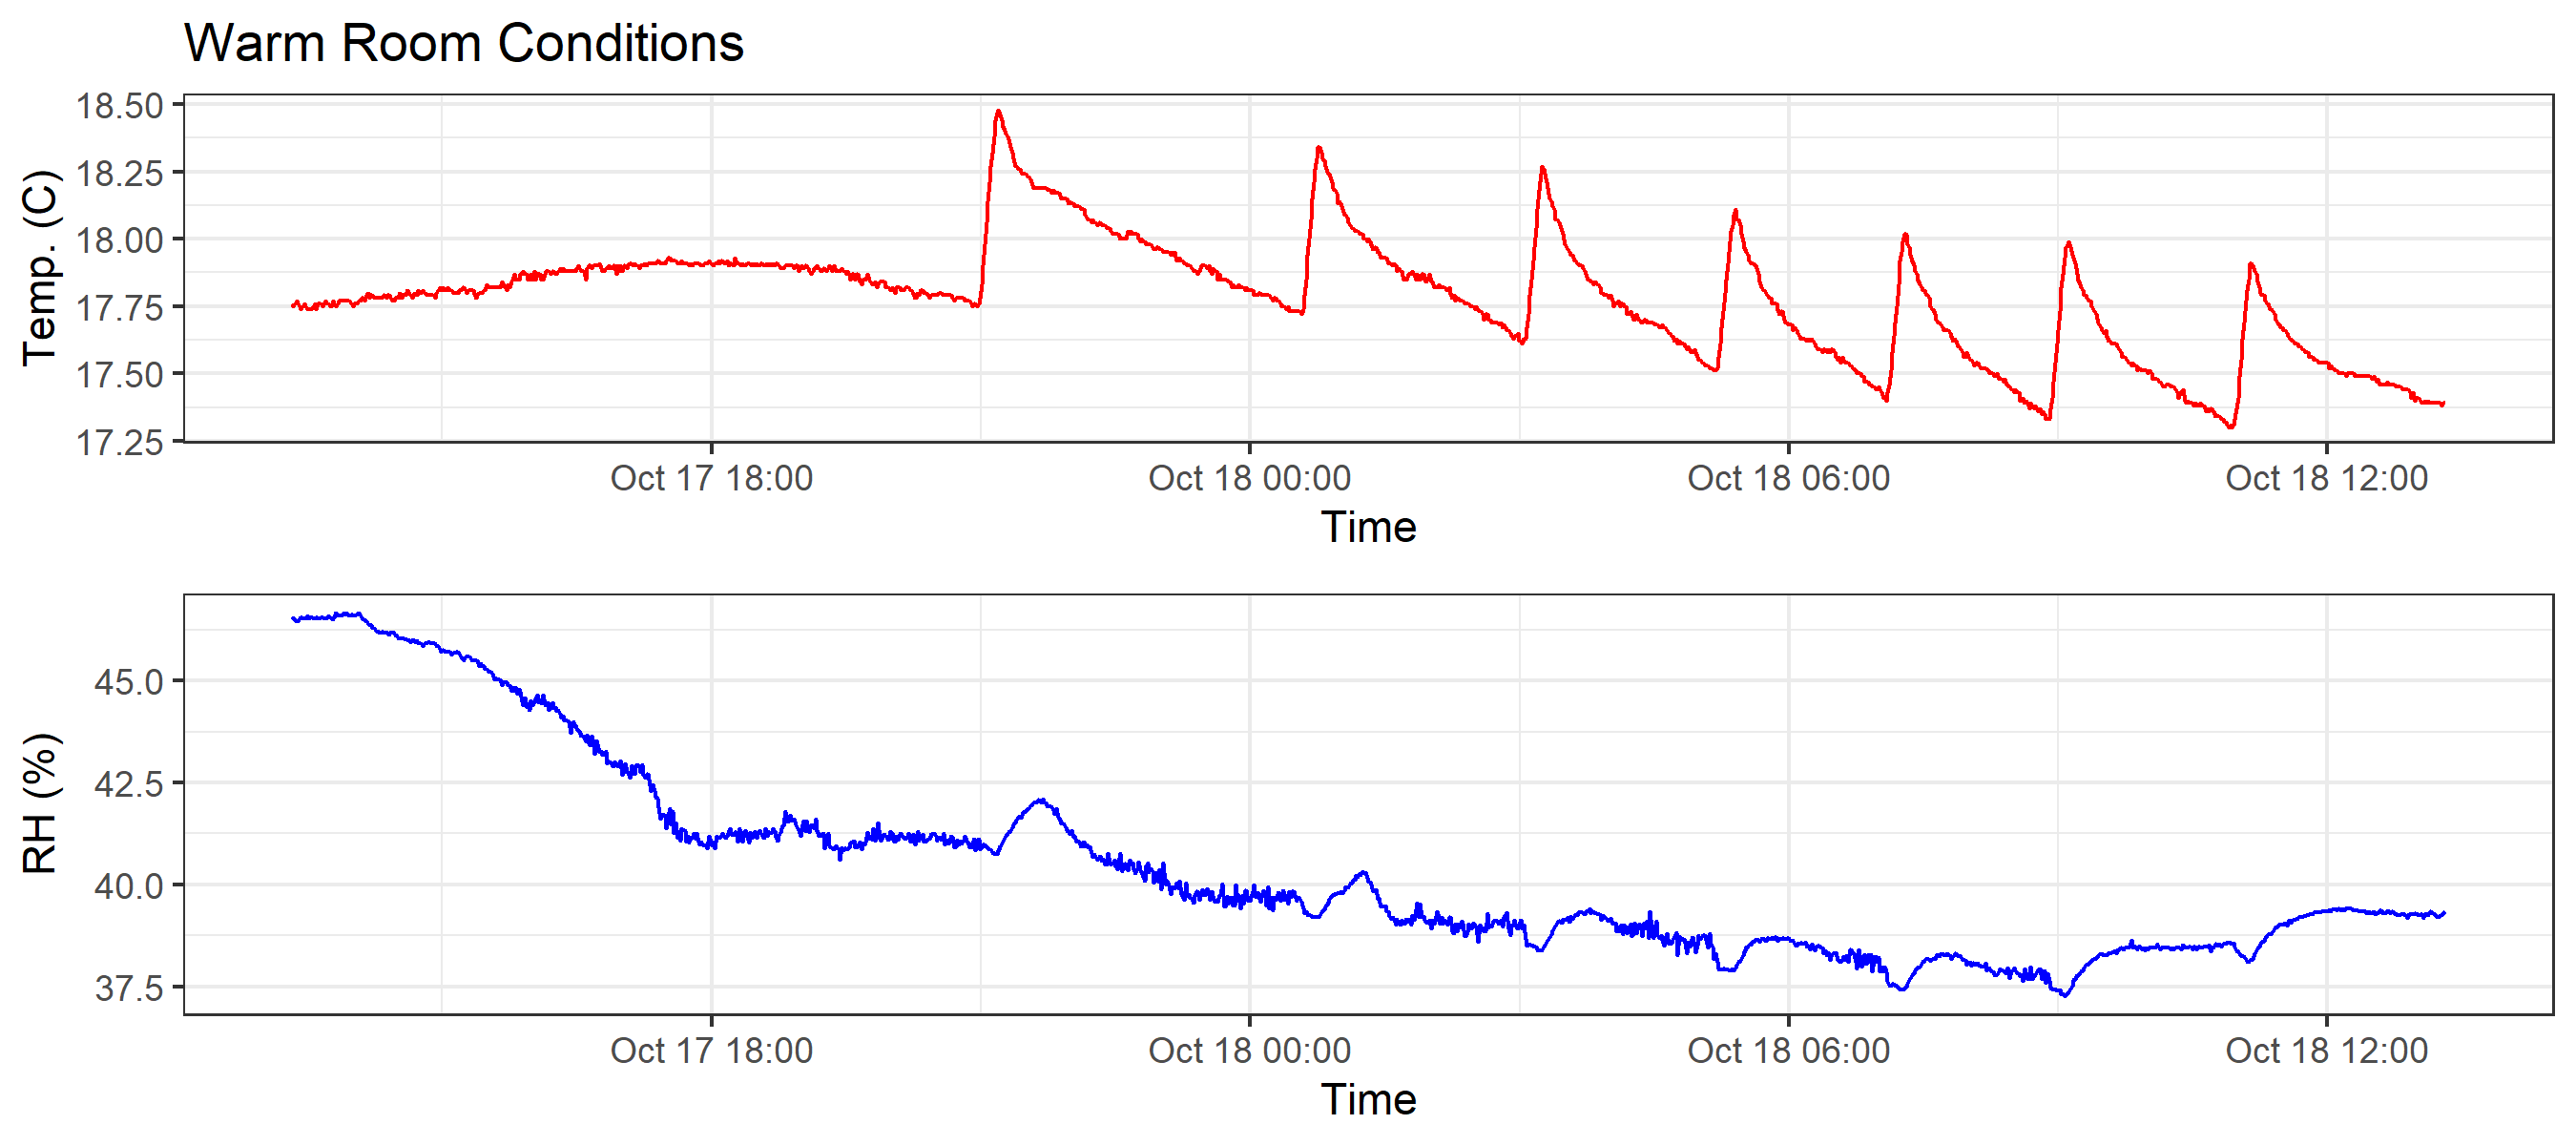 Warm Room Conditions
Temp. (C)
18.50
18.25
18.00
17.75
17.50
17.25
Oct 17 18:00 Oct 18 00:00 Oct 18 06:00 Oct 18 12:00
Time
RH (%)
45.0
42.5
40.0
37.5
Oct 17 18:00 Oct 18 00:00 Oct 18 06:00 Oct 18 12:00
Time